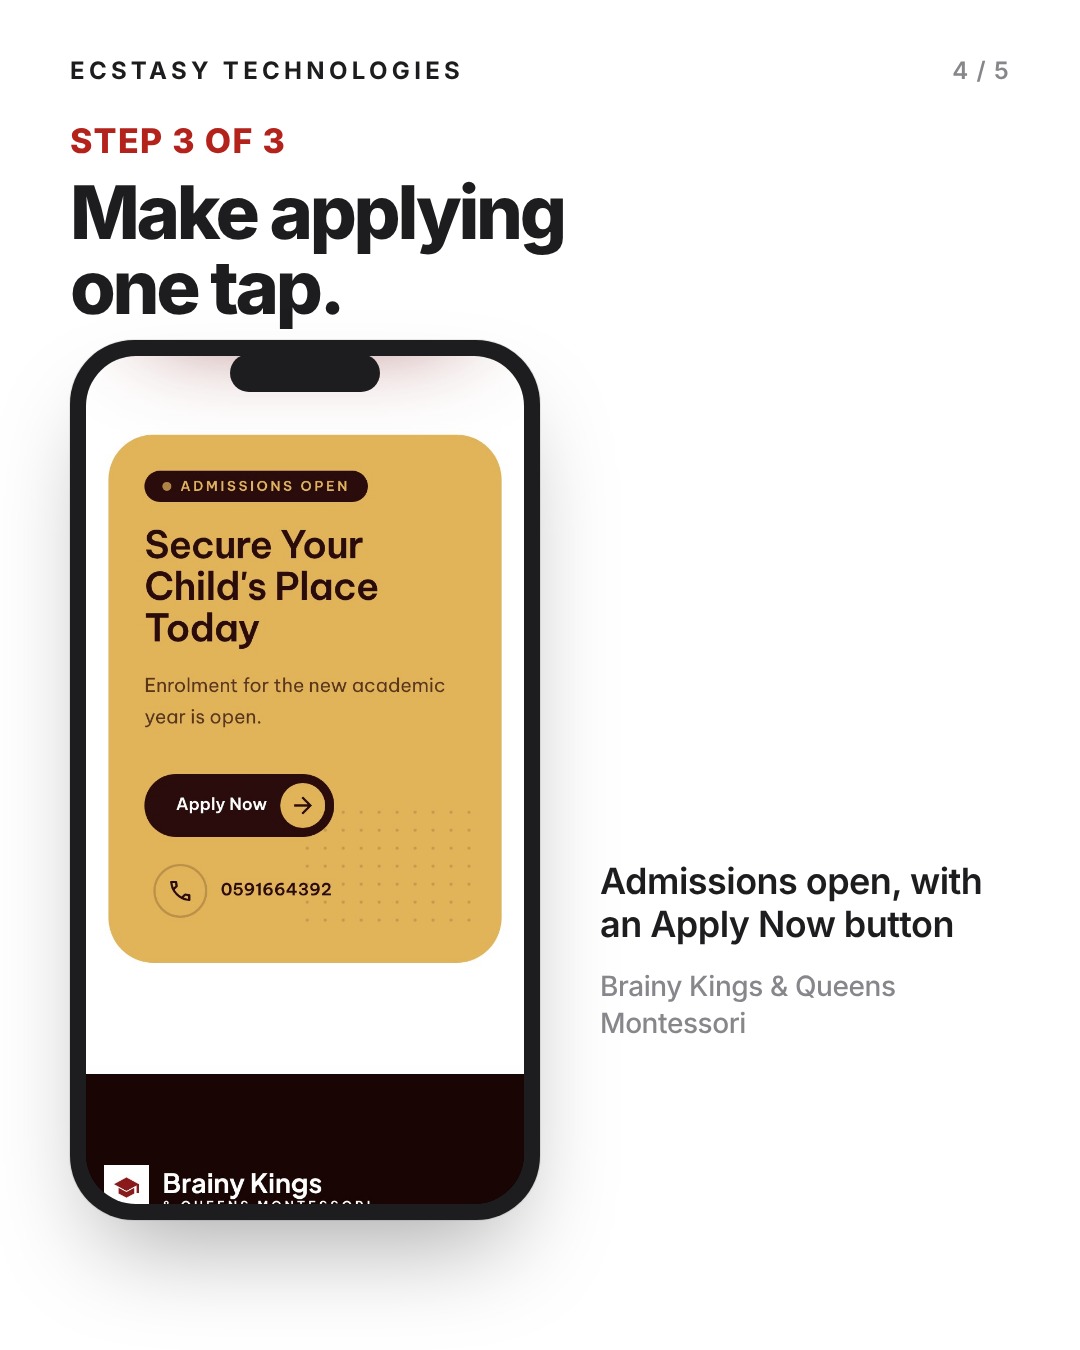 ECSTASY TECHNOLOGIES
4 / 5
STEP 3 OF 3
Make applying
one tap.
ADMISSIONS OPEN
Secure Your
Child's Place
Today
Enrolment for the new academic
year is open.
Apply Now
0591664392
Brainy Kings
& QUEENS MONTESSORI
Admissions open, with
an Apply Now button
Brainy Kings & Queens
Montessori